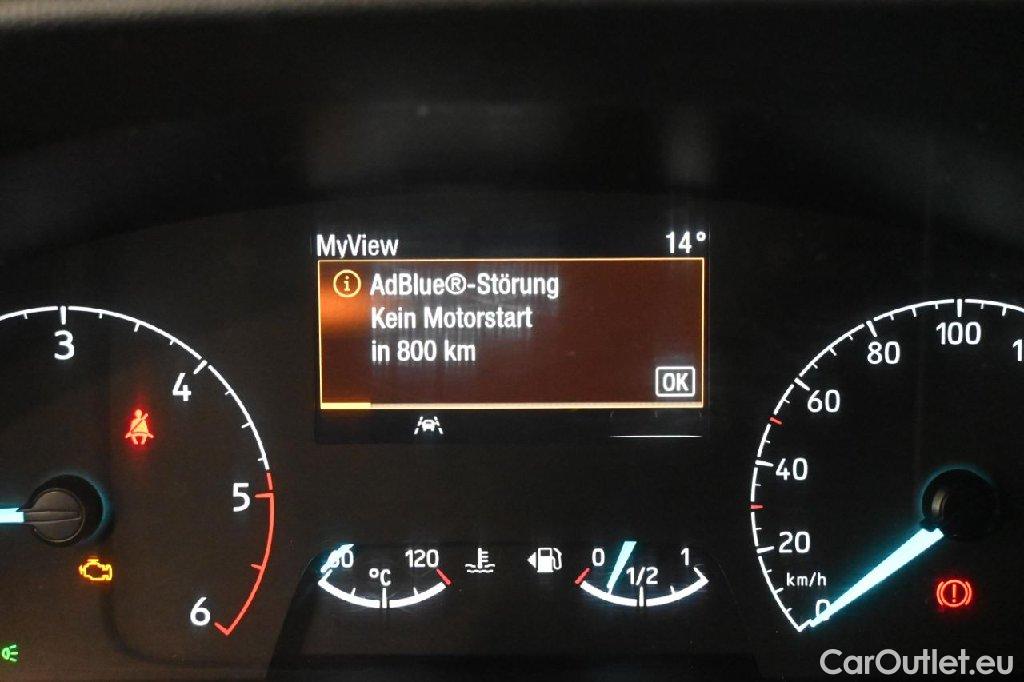 MyView 14°
AdBlue®-Störung
Kein Motorstart
in 800 km
OK
3
4
5
6
60 120
°C
0 1/2 1
0
20
40
60
80
100
km/h
CarOutlet.eu